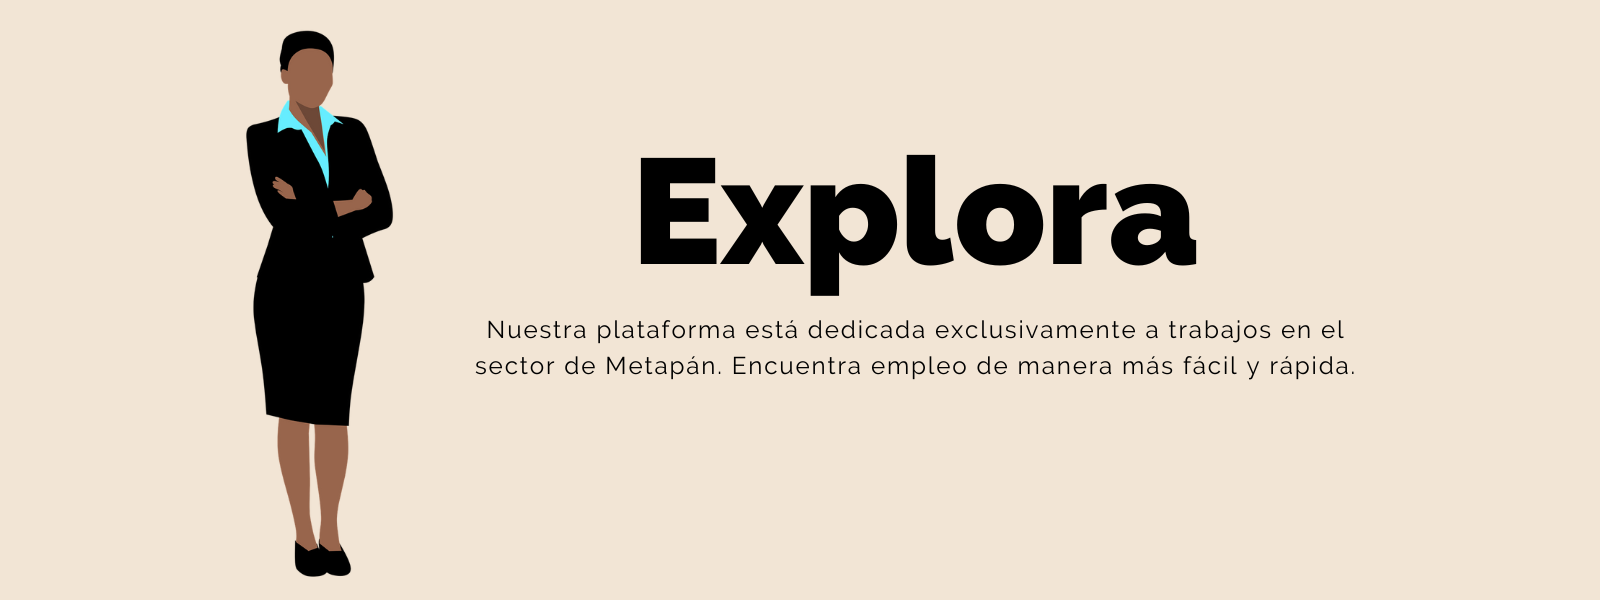 Explora
Nuestra plataforma está dedicada exclusivamente a trabajos en el
sector de Metapán. Encuentra empleo de manera más fácil y rápida.